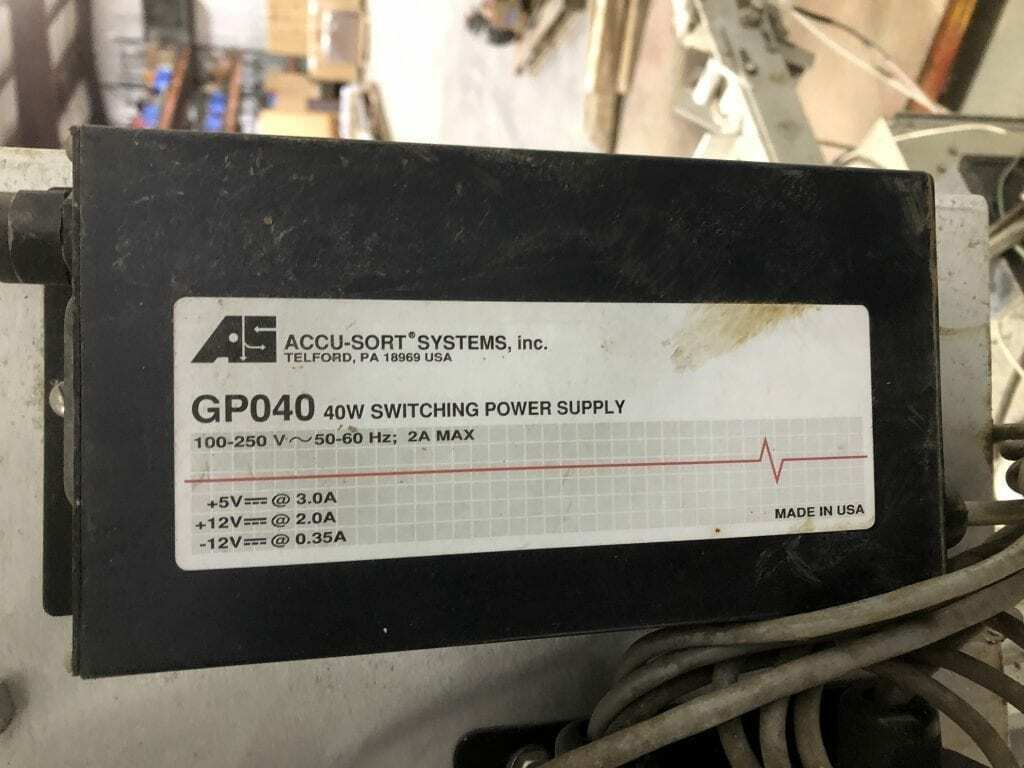 AS ACCU-SORT® SYSTEMS, inc.
TELFORD, PA 18969 USA
GP040 40W SWITCHING POWER SUPPLY
100-250 V ~ 50-60 Hz; 2A MAX
+5V⎓ @ 3.0A
+12V⎓ @ 2.0A
-12V⎓ @ 0.35A
MADE IN USA